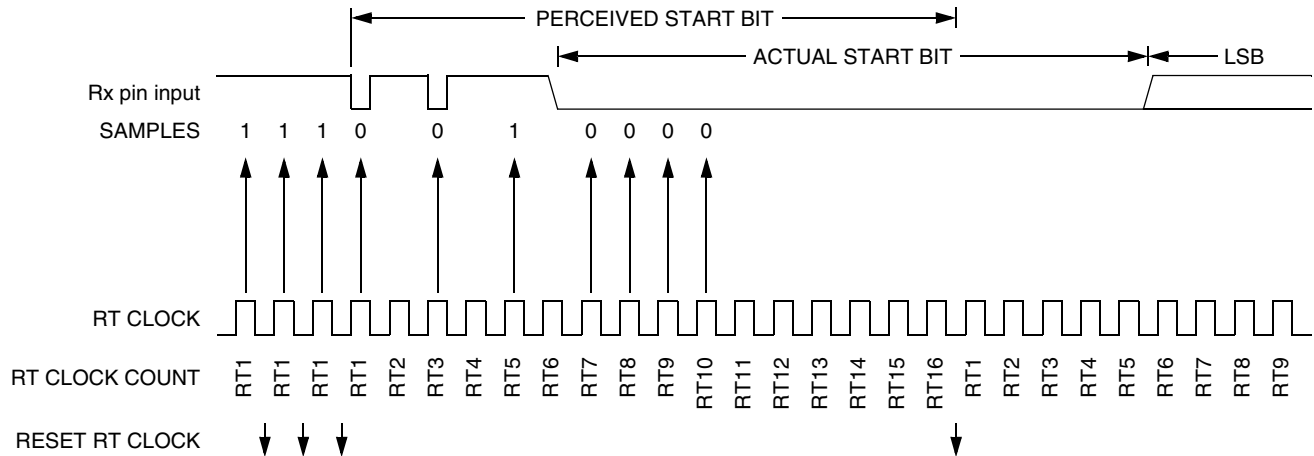 PERCEIVED START BIT
ACTUAL START BIT
LSB
Rx pin input
SAMPLES 1 1 1 0 0 1 0 0 0 0
RT CLOCK
RT CLOCK COUNT RT1 RT1 RT1 RT1 RT2 RT3 RT4 RT5 RT6 RT7 RT8 RT9 RT10 RT11 RT12 RT13 RT14 RT15 RT16 RT1 RT2 RT3 RT4 RT5 RT6 RT7 RT8 RT9
RESET RT CLOCK